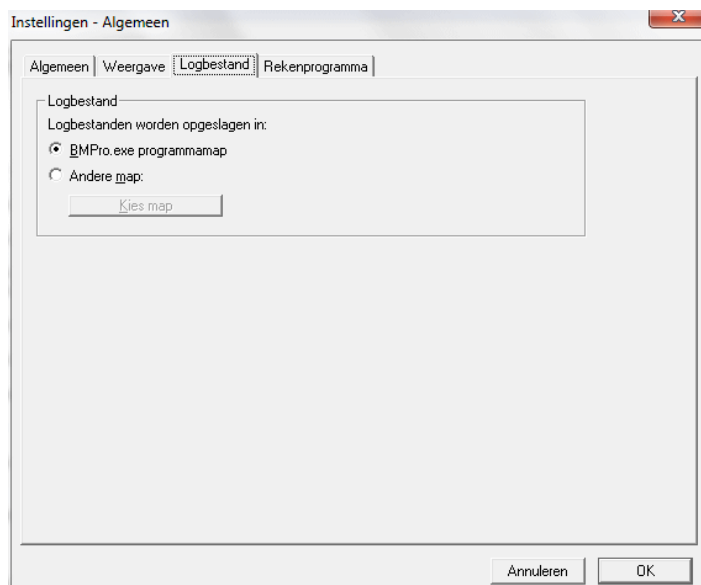 Instellingen - Algemeen
Algemeen Weergave Logbestand Rekenprogramma
Logbestand
Logbestanden worden opgeslagen in:
BMPro.exe programmamap
Andere map:
Kies map
Annuleren OK